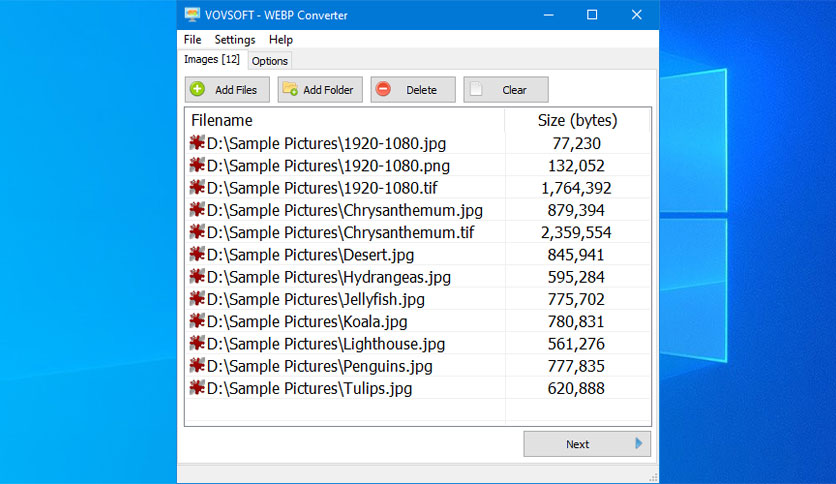 VOVSOFT - WEBP Converter
File Settings Help
Images [12] Options
Add Files Add Folder Delete Clear
Filename Size (bytes)
D:\Sample Pictures\1920-1080.jpg 77,230
D:\Sample Pictures\1920-1080.png 132,052
D:\Sample Pictures\1920-1080.tif 1,764,392
D:\Sample Pictures\Chrysanthemum.jpg 879,394
D:\Sample Pictures\Chrysanthemum.tif 2,359,554
D:\Sample Pictures\Desert.jpg 845,941
D:\Sample Pictures\Hydrangeas.jpg 595,284
D:\Sample Pictures\Jellyfish.jpg 775,702
D:\Sample Pictures\Koala.jpg 780,831
D:\Sample Pictures\Lighthouse.jpg 561,276
D:\Sample Pictures\Penguins.jpg 777,835
D:\Sample Pictures\Tulips.jpg 620,888
Next